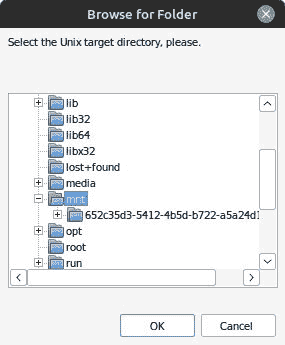 Browse for Folder
Select the Unix target directory, please.
lib
lib32
lib64
libx32
lost+found
media
mnt
652c35d3-5412-4b5d-b722-a5a24d1
opt
root
run
OK
Cancel